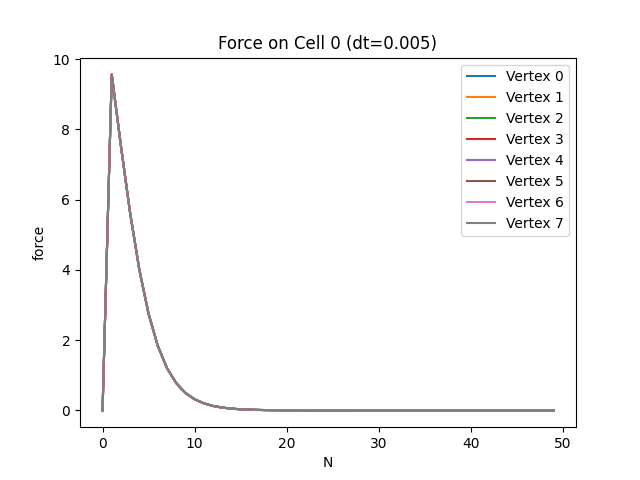 Force on Cell 0 (dt=0.005)
10
8
6
4
2
0
force
0
10
20
30
40
50
N
Vertex 0
Vertex 1
Vertex 2
Vertex 3
Vertex 4
Vertex 5
Vertex 6
Vertex 7